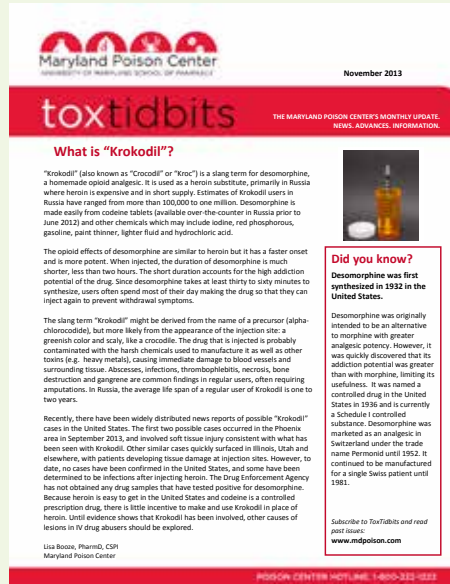 Maryland Poison Center
UNIVERSITY OF MARYLAND SCHOOL OF PHARMACY
November 2013
toxtidbits
THE MARYLAND POISON CENTER'S MONTHLY UPDATE.
NEWS. ADVANCES. INFORMATION.
What is “Krokodil”?
“Krokodil” (also known as “Crocodil” or “Kroc”) is a slang term for desomorphine,
a homemade opioid analgesic. It is used as a heroin substitute, primarily in Russia
where heroin is expensive and in short supply. Estimates of Krokodil users in
Russia have ranged from more than 100,000 to one million. Desomorphine is
made easily from codeine tablets (available over-the-counter in Russia prior to
June 2012) and other chemicals which may include iodine, red phosphorous,
gasoline, paint thinner, lighter fluid and hydrochloric acid.
The opioid effects of desomorphine are similar to heroin but it has a faster onset
and is more potent. When injected, the duration of desomorphine is much
shorter, less than two hours. The short duration accounts for the high addiction
potential of the drug. Since desomorphine takes at least thirty to sixty minutes to
synthesize, users often spend most of their day making the drug so that they can
inject again to prevent withdrawal symptoms.
The slang term “Krokodil” might be derived from the name of a precursor (alpha-
chlorocodide), but more likely from the appearance of the injection site: a
greenish color and scaly, like a crocodile. The drug that is injected is probably
contaminated with the harsh chemicals used to manufacture it as well as other
toxins (e.g. heavy metals), causing immediate damage to blood vessels and
surrounding tissue. Abscesses, infections, thrombophlebitis, necrosis, bone
destruction and gangrene are common findings in regular users, often requiring
amputations. In Russia, the average life span of a regular user of Krokodil is one to
two years.
Recently, there have been widely distributed news reports of possible “Krokodil”
cases in the United States. The first two possible cases occurred in the Phoenix
area in September 2013, and involved soft tissue injury consistent with what has
been seen with Krokodil. Other similar cases quickly surfaced in Illinois, Utah and
elsewhere, with patients developing tissue damage at injection sites. However, to
date, no cases have been confirmed in the United States, and some have been
determined to be infections after injecting heroin. The Drug Enforcement Agency
has not obtained any drug samples that have tested positive for desomorphine.
Because heroin is easy to get in the United States and codeine is a controlled
prescription drug, there is little incentive to make and use Krokodil in place of
heroin. Until evidence shows that Krokodil has been involved, other causes of
lesions in IV drug abusers should be explored.
Lisa Booze, PharmD, CSPI
Maryland Poison Center
Did you know?
Desomorphine was first
synthesized in 1932 in the
United States.
Desomorphine was originally
intended to be an alternative
to morphine with greater
analgesic potency. However, it
was quickly discovered that its
addiction potential was greater
than with morphine, limiting its
usefulness. It was named a
controlled drug in the United
States in 1936 and is currently
a Schedule I controlled
substance. Desomorphine was
marketed as an analgesic in
Switzerland under the trade
name Permonid until 1952. It
continued to be manufactured
for a single Swiss patient until
1981.
Subscribe to ToxTidbits and read
past issues:
www.mdpoison.com
POISON CENTER HOTLINE: 1-800-222-1222